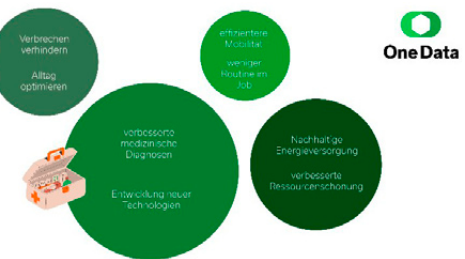 Verbrechen
verhindern
Alltag
optimieren
effizientere
Mobilität
weniger
Routine im
Job
One Data
verbesserte
medizinische
Diagnosen
Entwicklung neuer
Technologien
Nachhaltige
Energieversorgung
verbesserte
Ressourcenschonung